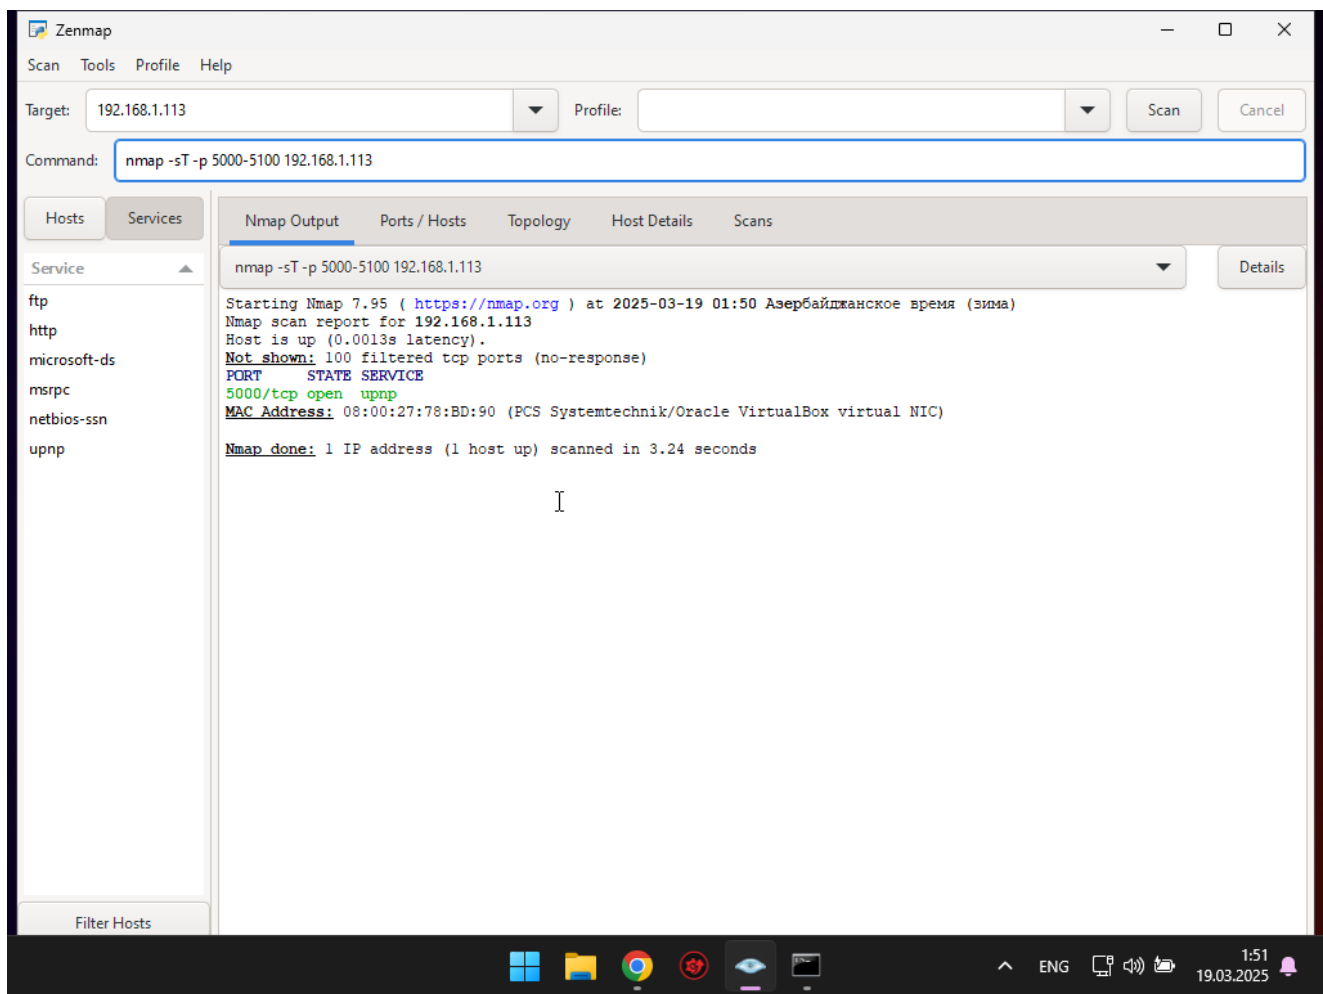 Zenmap
Scan Tools Profile Help
Target: 192.168.1.113 Profile: Scan Cancel
Command: nmap -sT -p 5000-5100 192.168.1.113
Hosts Services
Nmap Output Ports / Hosts Topology Host Details Scans
Service
nmap -sT -p 5000-5100 192.168.1.113 Details
ftp
http
microsoft-ds
msrpc
netbios-ssn
upnp
Starting Nmap 7.95 ( https://nmap.org ) at 2025-03-19 01:50 Азербайджанское время (зима)
Nmap scan report for 192.168.1.113
Host is up (0.0013s latency).
Not shown: 100 filtered tcp ports (no-response)
PORT STATE SERVICE
5000/tcp open upnp
MAC Address: 08:00:27:78:BD:90 (PCS Systemtechnik/Oracle VirtualBox virtual NIC)
Nmap done: 1 IP address (1 host up) scanned in 3.24 seconds
Filter Hosts
ENG
1:51
19.03.2025